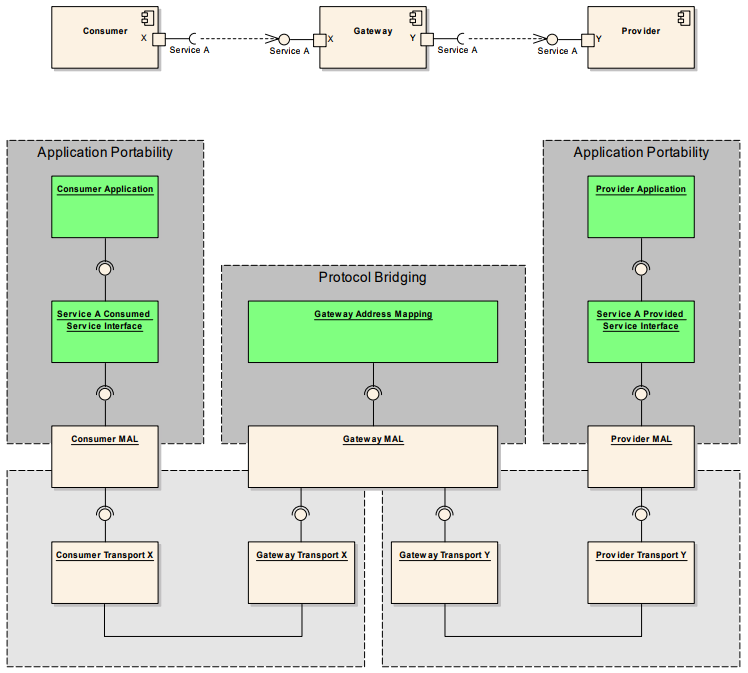 Consumer
Gateway
Provider
X
X
Y
Y
Service A
Service A
Service A
Service A
Application Portability
Application Portability
Consumer Application
Provider Application
Protocol Bridging
Service A Consumed
Service Interface
Gateway Address Mapping
Service A Provided
Service Interface
Consumer MAL
Gateway MAL
Provider MAL
Consumer Transport X
Gateway Transport X
Gateway Transport Y
Provider Transport Y